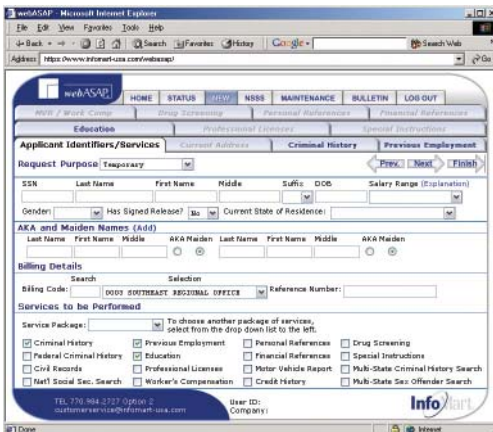 webASAP - Microsoft Internet Explorer
File Edit View Favorites Tools Help
Back Search Favorites History Google Search Web
Address https://www.infomart-usa.com/webasap/ Go
webASAP HOME STATUS NEW NSSS MAINTENANCE BULLETIN LOG OUT
MVR / Work Comp Drug Screening Personal References Financial References
Education Professional Licenses Special Instructions
Applicant Identifiers/Services Current Address Criminal History Previous Employment
Request Purpose Temporary Prev. Next Finish
SSN Last Name First Name Middle Suffix DOB Salary Range (Explanation)
Gender: Has Signed Release? No Current State of Residence:
AKA and Maiden Names (Add)
Last Name First Name Middle AKA Maiden Last Name First Name Middle AKA Maiden
Billing Details
Search Selection
Billing Code: SOUTHEAST REGIONAL OFFICE Reference Number:
Services to be Performed
Service Package: To choose another package of services,
select from the drop down list to the left.
Criminal History Previous Employment Personal References Drug Screening
Federal Criminal History Education Financial References Special Instructions
Civil Records Professional Licenses Motor Vehicle Report Multi-State Criminal History Search
Nat'l Social Sec. Search Worker's Compensation Credit History Multi-State Sex Offender Search
TEL 770.984.2727 Option 2 User ID:
customerservice@infomart-usa.com Company: InfoMart
Done Internet